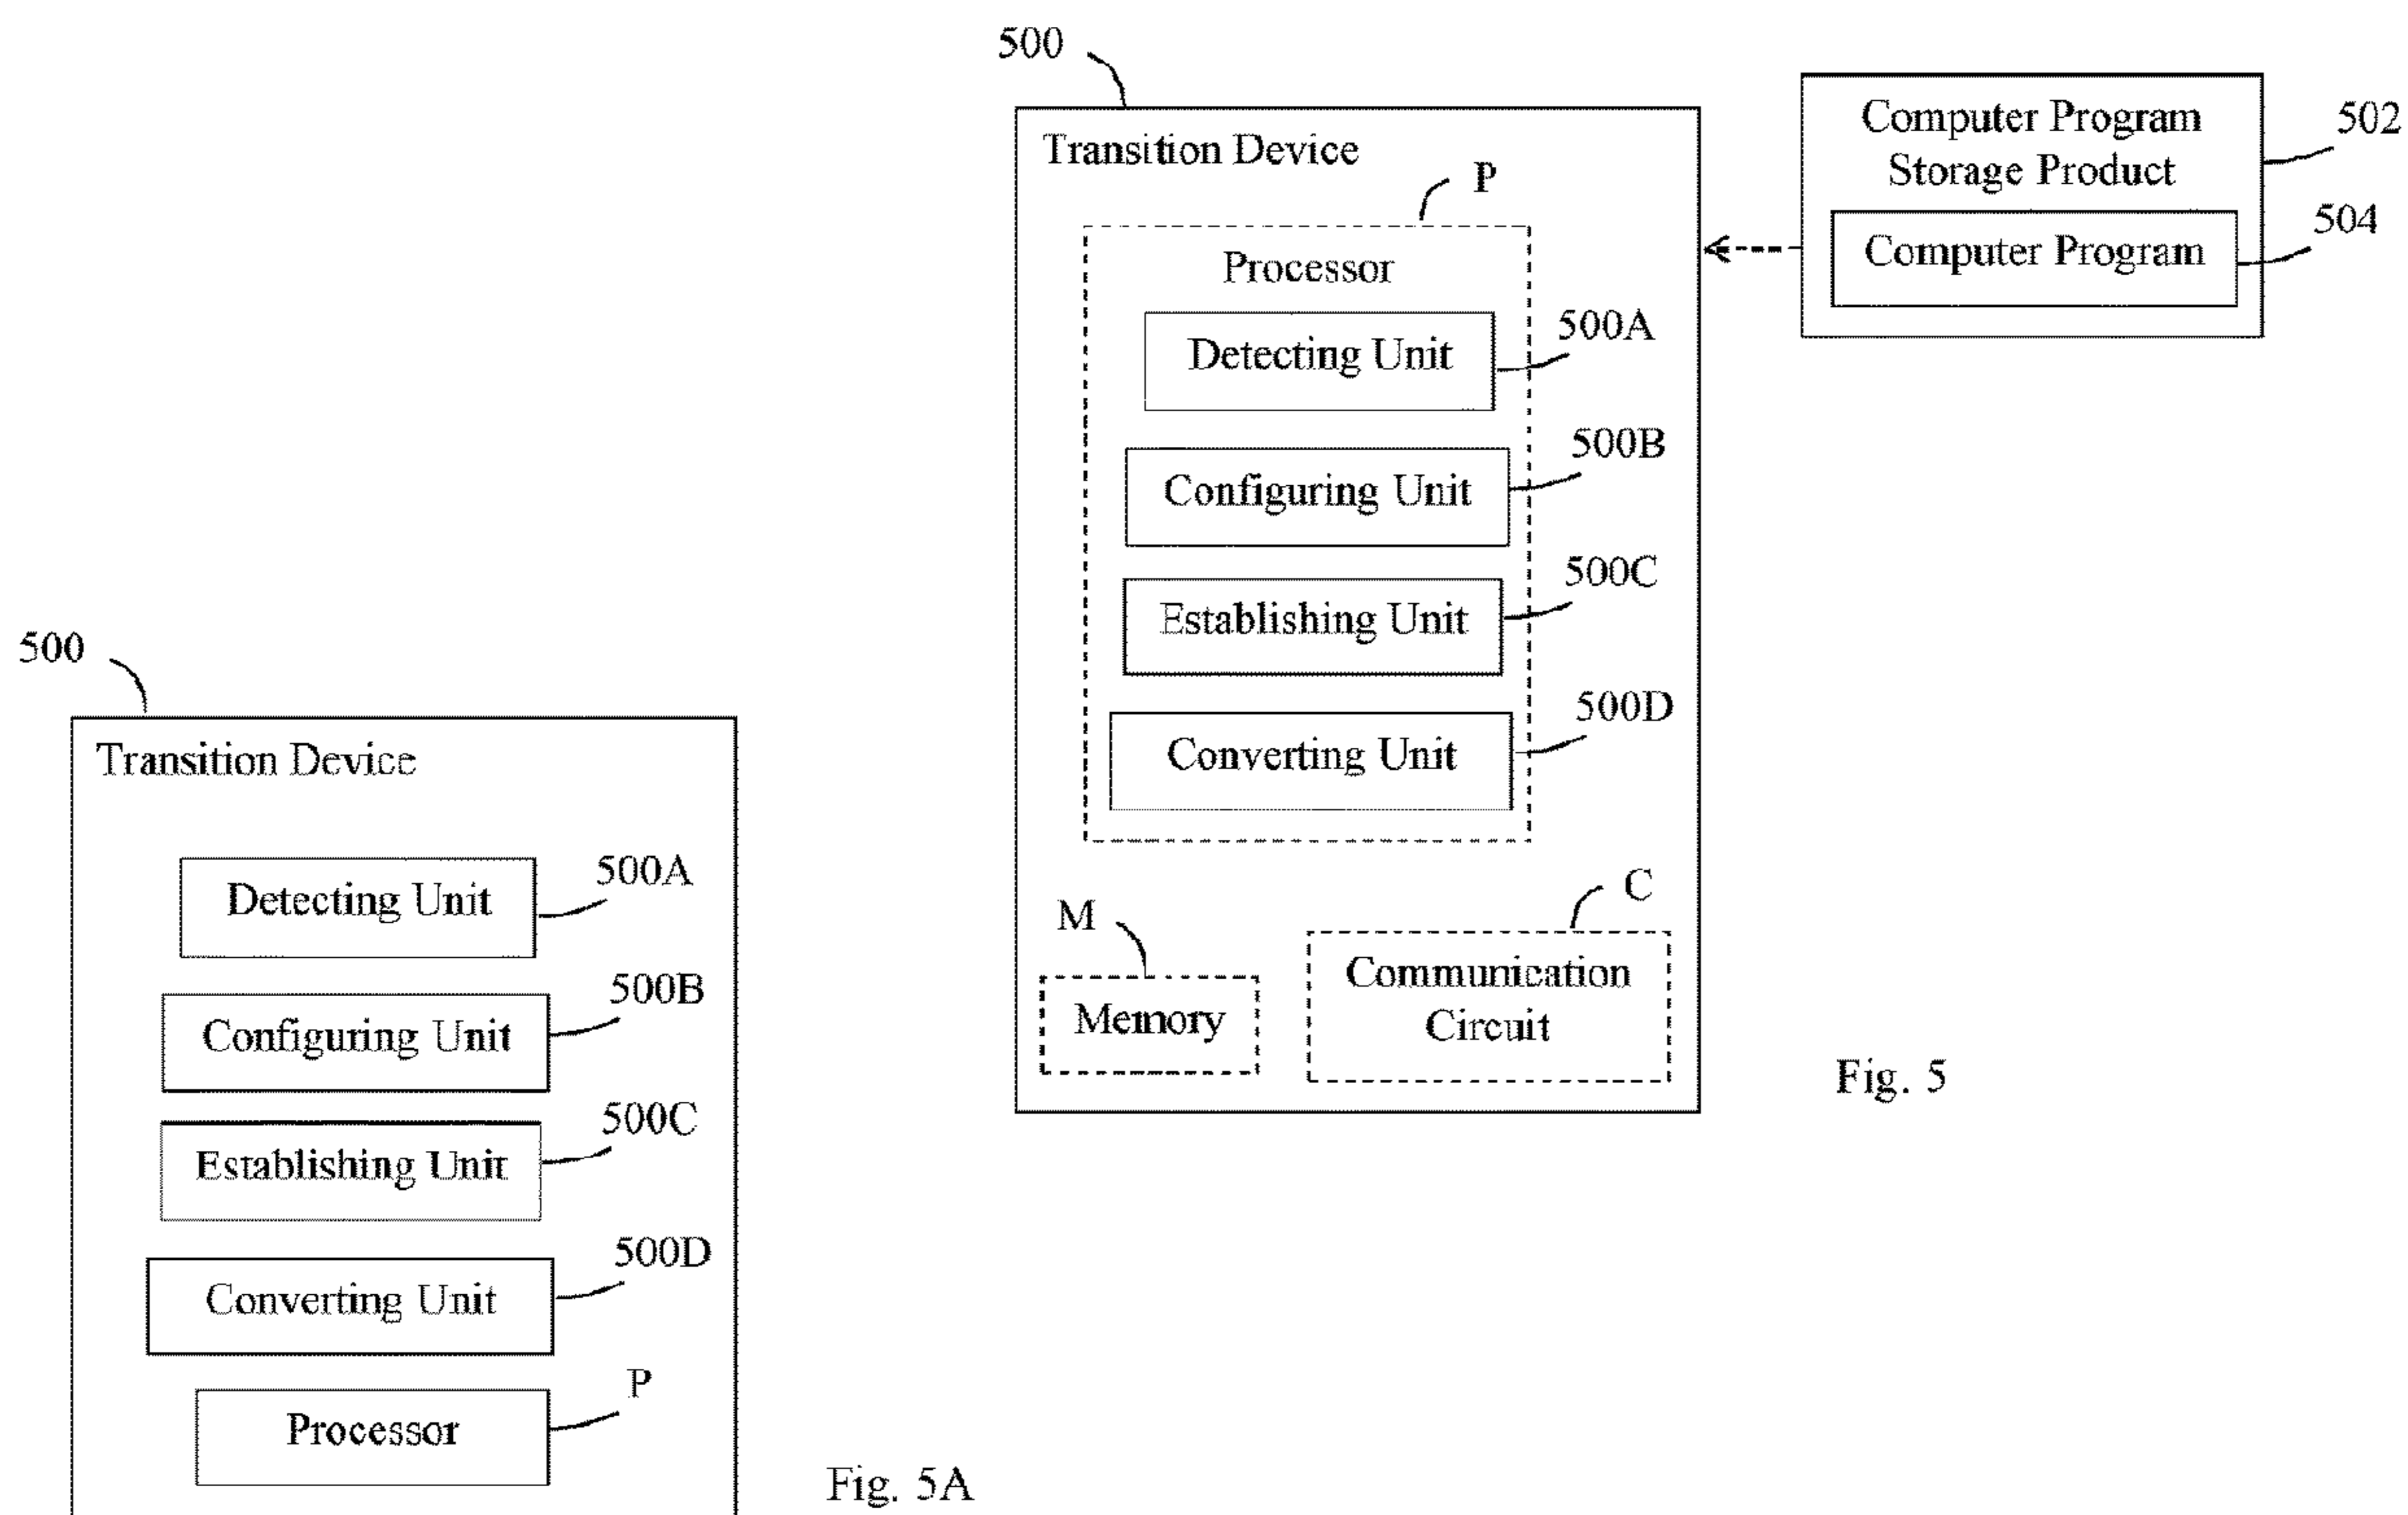 500
Transition Device
P
Processor
Detecting Unit
500A
Configuring Unit
500B
Establishing Unit
500C
Converting Unit
500D
M
Memory
C
Communication
Circuit
Computer Program
Storage Product
502
Computer Program
504
Fig. 5
500
Transition Device
Detecting Unit
500A
Configuring Unit
500B
Establishing Unit
500C
Converting Unit
500D
Processor
P
Fig. 5A